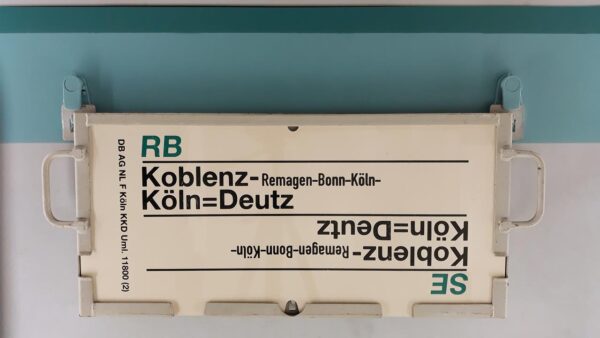 RB
Koblenz-Remagen-Bonn-Köln-
Köln=Deutz
SE
Koblenz-Remagen-Bonn-Köln-
Köln=Deutz
DB AG NL F Köln KKD Uml. 11800 (2)